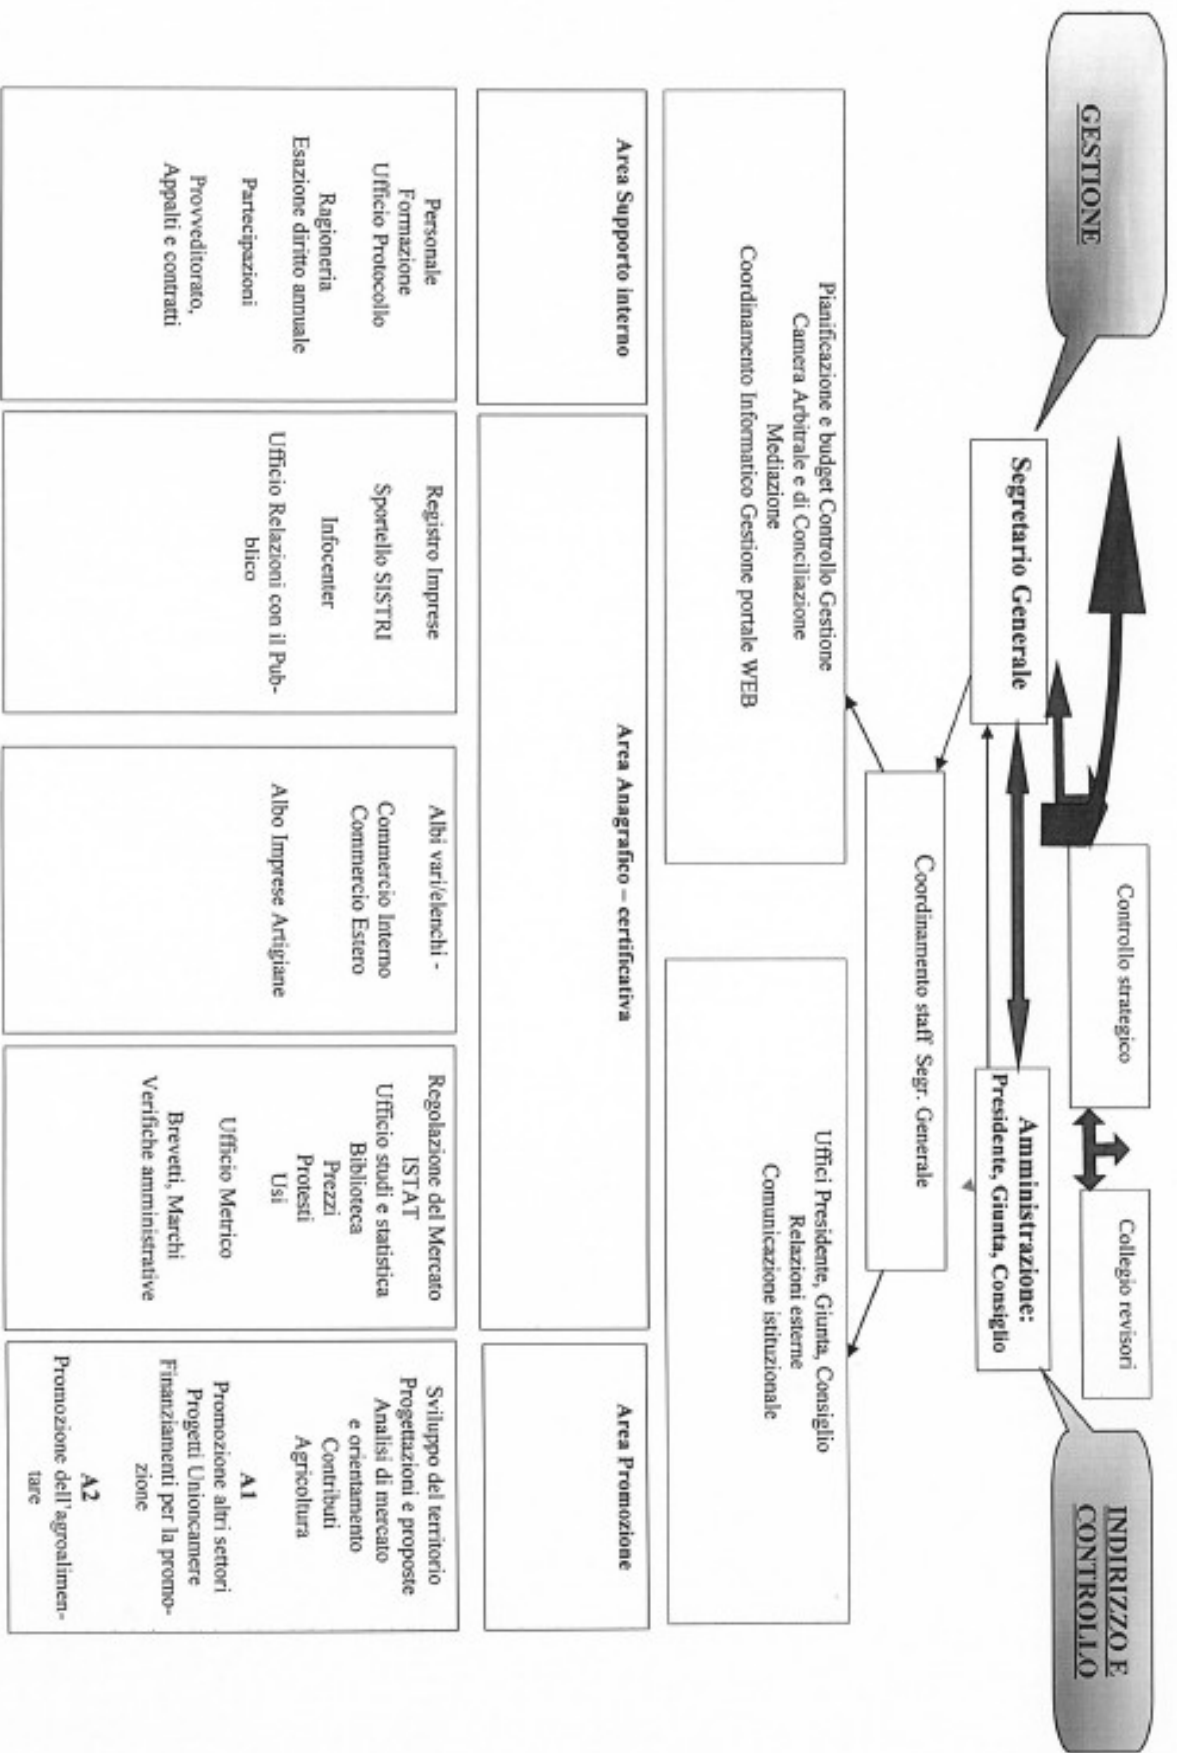 GESTIONE
INDIRIZZO E
CONTROLLO
Controllo strategico
Collegio revisori
Segretario Generale
Amministrazione:
Presidente, Giunta, Consiglio
Coordinamento staff Segr. Generale
Pianificazione e budget Controllo Gestione
Camera Arbitrale e di Conciliazione
Mediazione
Coordinamento Informatico Gestione portale WEB
Uffici Presidente, Giunta, Consiglio
Relazioni esterne
Comunicazione istituzionale
Area Supporto interno
Area Anagrafico – certificativa
Area Promozione
Personale
Formazione
Ufficio Protocollo
Ragioneria
Esazione diritto annuale
Partecipazioni
Provveditorato,
Appalti e contratti
Registro Imprese
Sportello SISTRI
Infocenter
Ufficio Relazioni con il Pub-
blico
Albi vari/elenchi -
Commercio Interno
Commercio Estero
Albo Imprese Artigiane
Regolazione del Mercato
ISTAT
Ufficio studi e statistica
Biblioteca
Prezzi
Protesti
Usi
Ufficio Metrico
Brevetti, Marchi
Verifiche amministrative
Sviluppo del territorio
Progettazioni e proposte
Analisi di mercato
e orientamento
Contributi
Agricoltura
A1
Promozione altri settori
Progetti Unioncamere
Finanziamenti per la promo-
zione
A2
Promozione dell'agroalimen-
tare